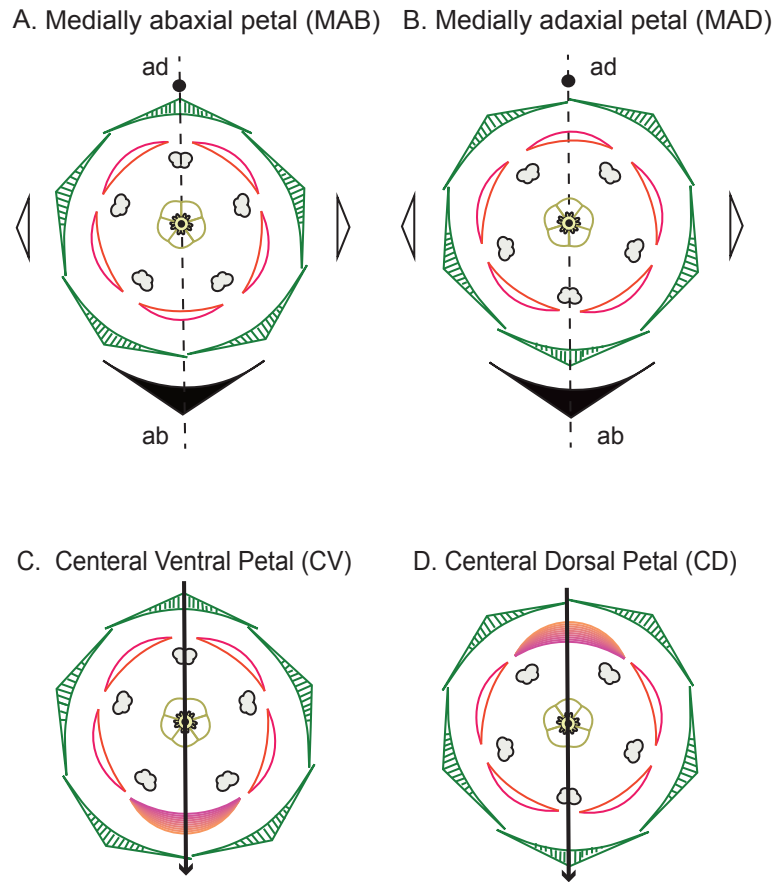 A. Medially abaxial petal (MAB)
B. Medially adaxial petal (MAD)
ad
ad
ab
ab
C. Centeral Ventral Petal (CV)
D. Centeral Dorsal Petal (CD)